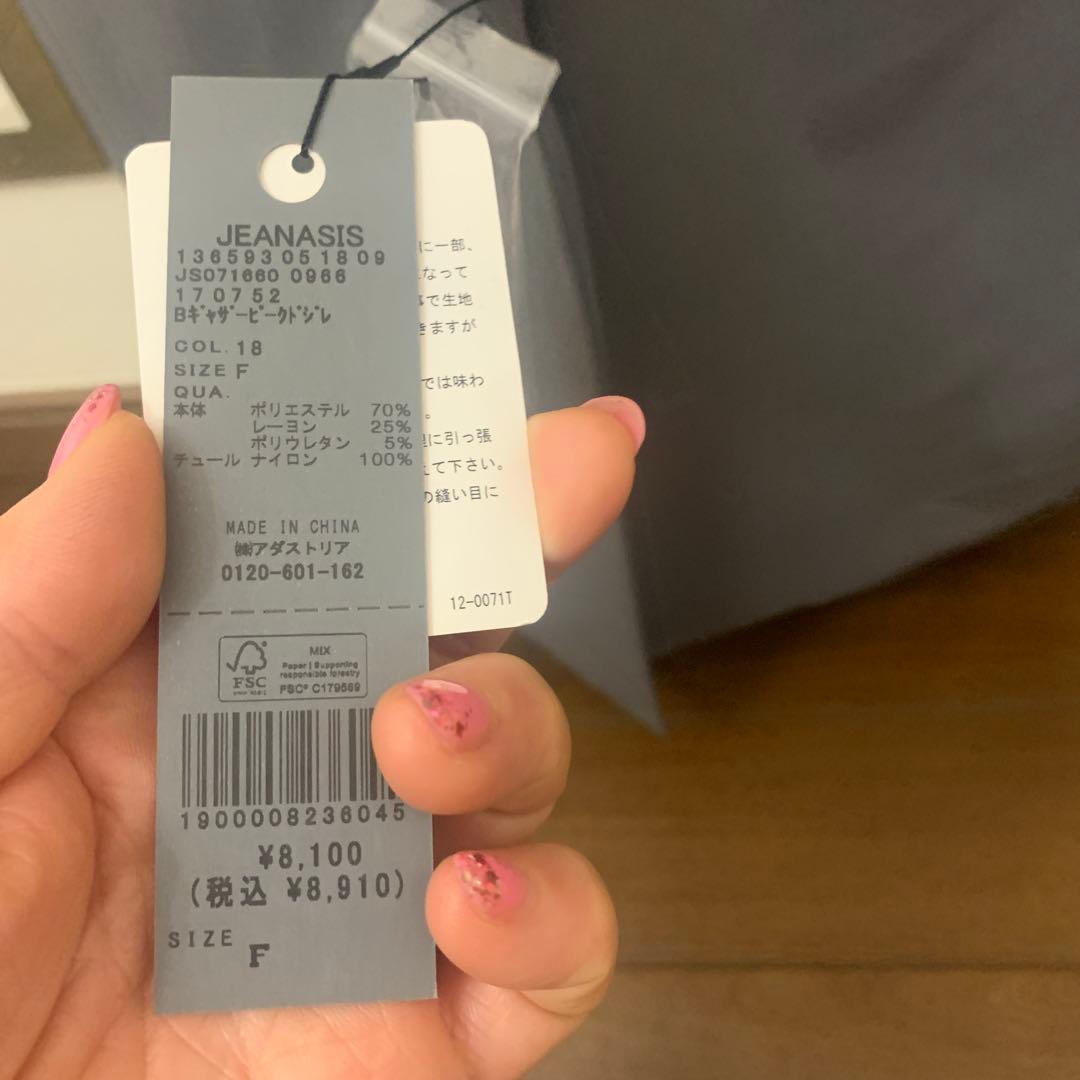 JEANASIS
136593 05 18 09
JS071660 0966
170752
Bｷﾞｬｻﾞｰﾋﾟｰｸﾄﾞｼﾞﾚ
COL. 18
SIZE F
QUA.
本体 ポリエステル 70%
レーヨン 25%
ポリウレタン 5%
チュール ナイロン 100%
MADE IN CHINA
㈱アダストリア
0120-601-162
FSC
MIX
Paper | Supporting
responsible forestry
FSC® C179569
1900008236045
¥8,100
(税込 ¥8,910)
SIZE F
に一部、
なって
で生地
きますが
では味わ
。
に引っ張
えて下さい。
の縫い目に
12-0071T